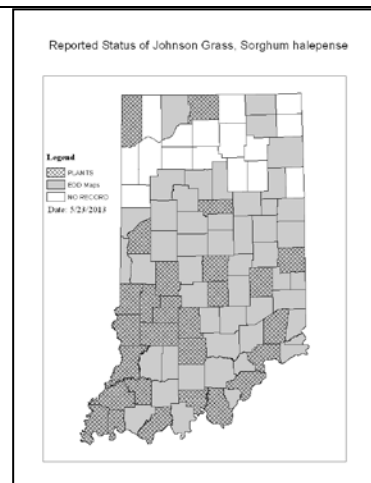 Reported Status of Johnson Grass, Sorghum halepense
Legend
PLANTS
EDD Maps
NO RECORD
Date: 5/23/2013